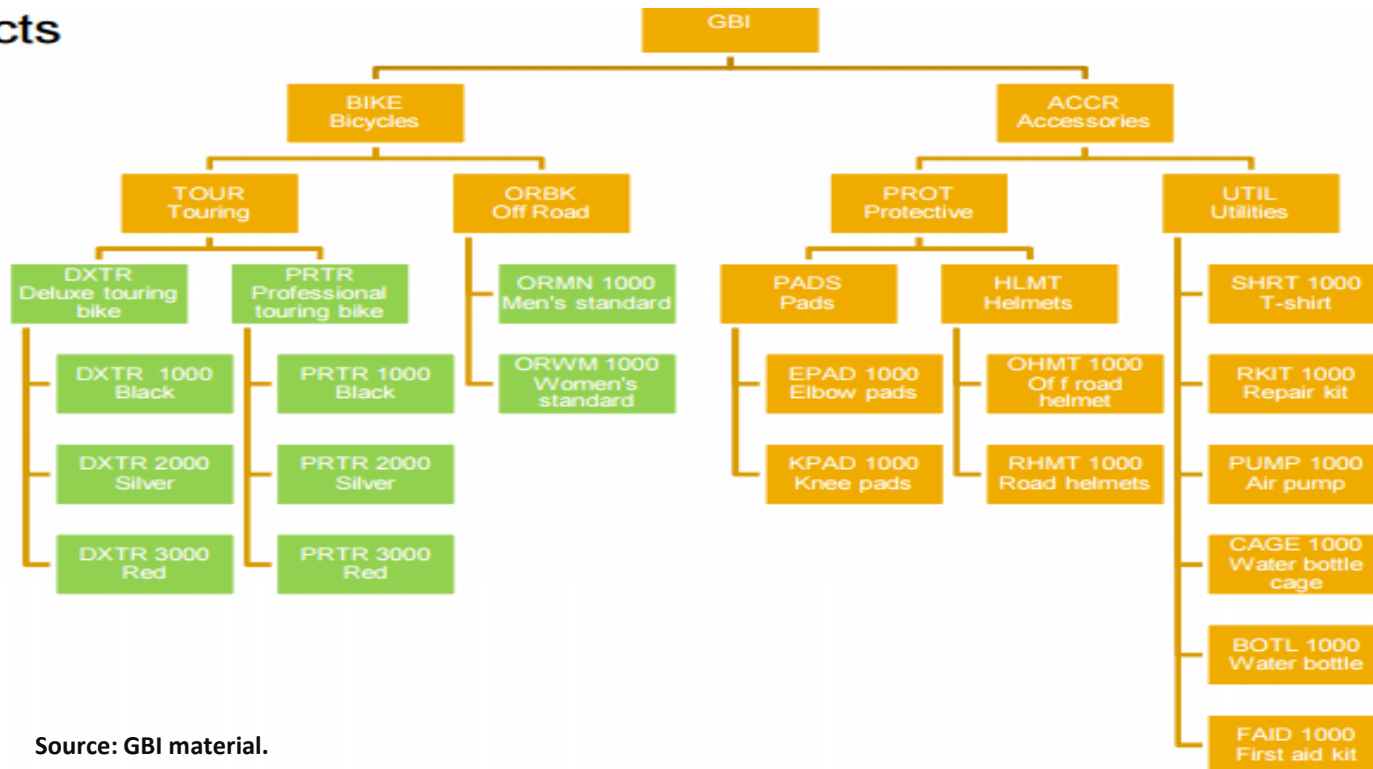 cts
GBI
BIKE
Bicycles
ACCR
Accessories
TOUR
Touring
ORBK
Off Road
PROT
Protective
UTIL
Utilities
DXTR
Deluxe touring
bike
PRTR
Professional
touring bike
ORMN 1000
Men's standard
PADS
Pads
HLMT
Helmets
SHRT 1000
T-shirt
DXTR 1000
Black
PRTR 1000
Black
ORWM 1000
Women's
standard
EPAD 1000
Elbow pads
OHMT 1000
Of f road
helmet
RKIT 1000
Repair kit
DXTR 2000
Silver
PRTR 2000
Silver
KPAD 1000
Knee pads
RHMT 1000
Road helmets
PUMP 1000
Air pump
DXTR 3000
Red
PRTR 3000
Red
CAGE 1000
Water bottle
cage
BOTL 1000
Water bottle
FAID 1000
First aid kit
Source: GBI material.